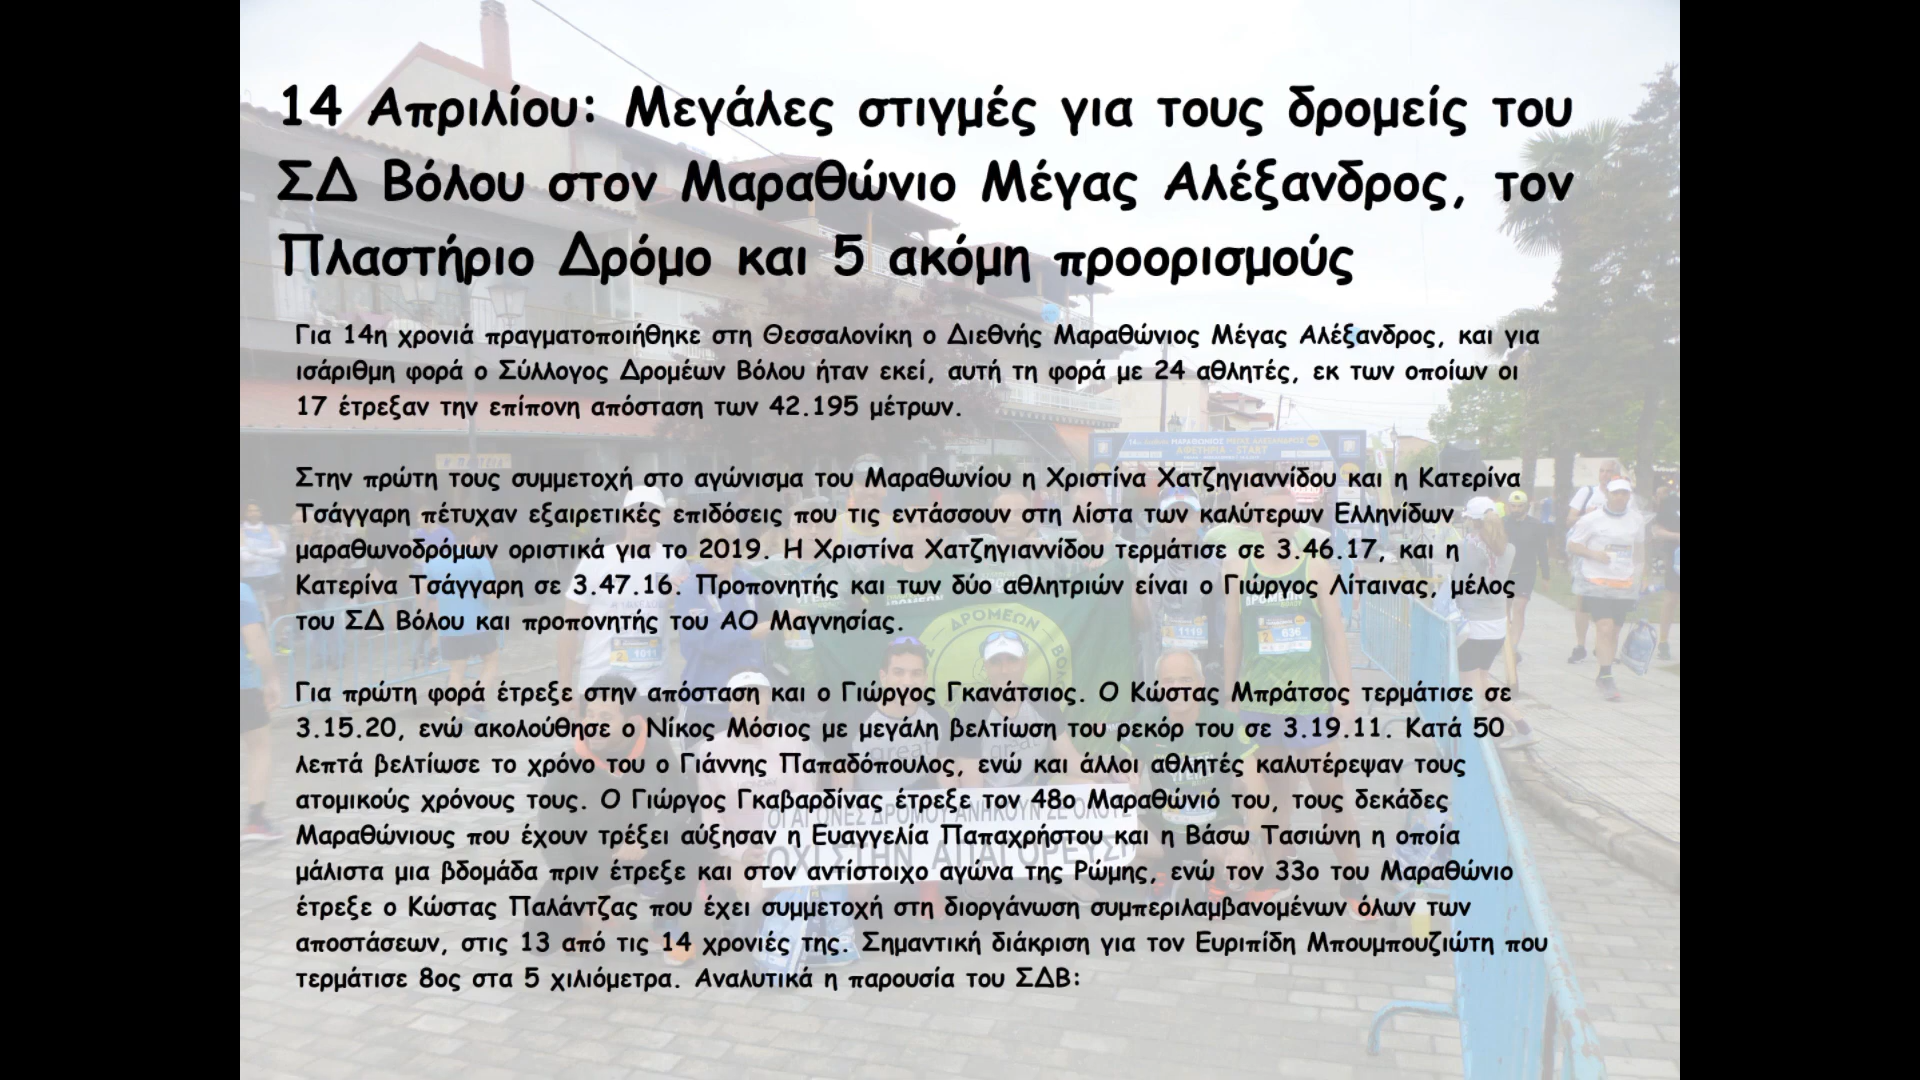 14 Απριλίου: Μεγάλες στιγμές για τους δρομείς του
ΣΔ Βόλου στον Μαραθώνιο Μέγας Αλέξανδρος, τον
Πλαστήριο Δρόμο και 5 ακόμη προορισμούς
Για 14η χρονιά πραγματοποιήθηκε στη Θεσσαλονίκη ο Διεθνής Μαραθώνιος Μέγας Αλέξανδρος, και για
ισάριθμη φορά ο Σύλλογος Δρομέων Βόλου ήταν εκεί, αυτή τη φορά με 24 αθλητές, εκ των οποίων οι
17 έτρεξαν την επίπονη απόσταση των 42.195 μέτρων.
Στην πρώτη τους συμμετοχή στο αγώνισμα του Μαραθωνίου η Χριστίνα Χατζηγιαννίδου και η Κατερίνα
Τσάγγαρη πέτυχαν εξαιρετικές επιδόσεις που τις εντάσσουν στη λίστα των καλύτερων Ελληνίδων
μαραθωνοδρόμων οριστικά για το 2019. Η Χριστίνα Χατζηγιαννίδου τερμάτισε σε 3.46.17, και η
Κατερίνα Τσάγγαρη σε 3.47.16. Προπονητής και των δύο αθλητριών είναι ο Γιώργος Λίταινας, μέλος
του ΣΔ Βόλου και προπονητής του ΑΟ Μαγνησίας.
Για πρώτη φορά έτρεξε στην απόσταση και ο Γιώργος Γκανάτσιος. Ο Κώστας Μπράτσος τερμάτισε σε
3.15.20, ενώ ακολούθησε ο Νίκος Μόσιος με μεγάλη βελτίωση του ρεκόρ του σε 3.19.11. Κατά 50
λεπτά βελτίωσε το χρόνο του ο Γιάννης Παπαδόπουλος, ενώ και άλλοι αθλητές καλυτέρεψαν τους
ατομικούς χρόνους τους. Ο Γιώργος Γκαβαρδίνας έτρεξε τον 48ο Μαραθώνιό του, τους δεκάδες
Μαραθώνιους που έχουν τρέξει αύξησαν η Ευαγγελία Παπαχρήστου και η Βάσω Τασιώνη η οποία
μάλιστα μια βδομάδα πριν έτρεξε και στον αντίστοιχο αγώνα της Ρώμης, ενώ τον 33ο του Μαραθώνιο
έτρεξε ο Κώστας Παλάντζας που έχει συμμετοχή στη διοργάνωση συμπεριλαμβανομένων όλων των
αποστάσεων, στις 13 από τις 14 χρονιές της. Σημαντική διάκριση για τον Ευριπίδη Μπουμπουζιώτη που
τερμάτισε 8ος στα 5 χιλιόμετρα. Αναλυτικά η παρουσία του ΣΔΒ: